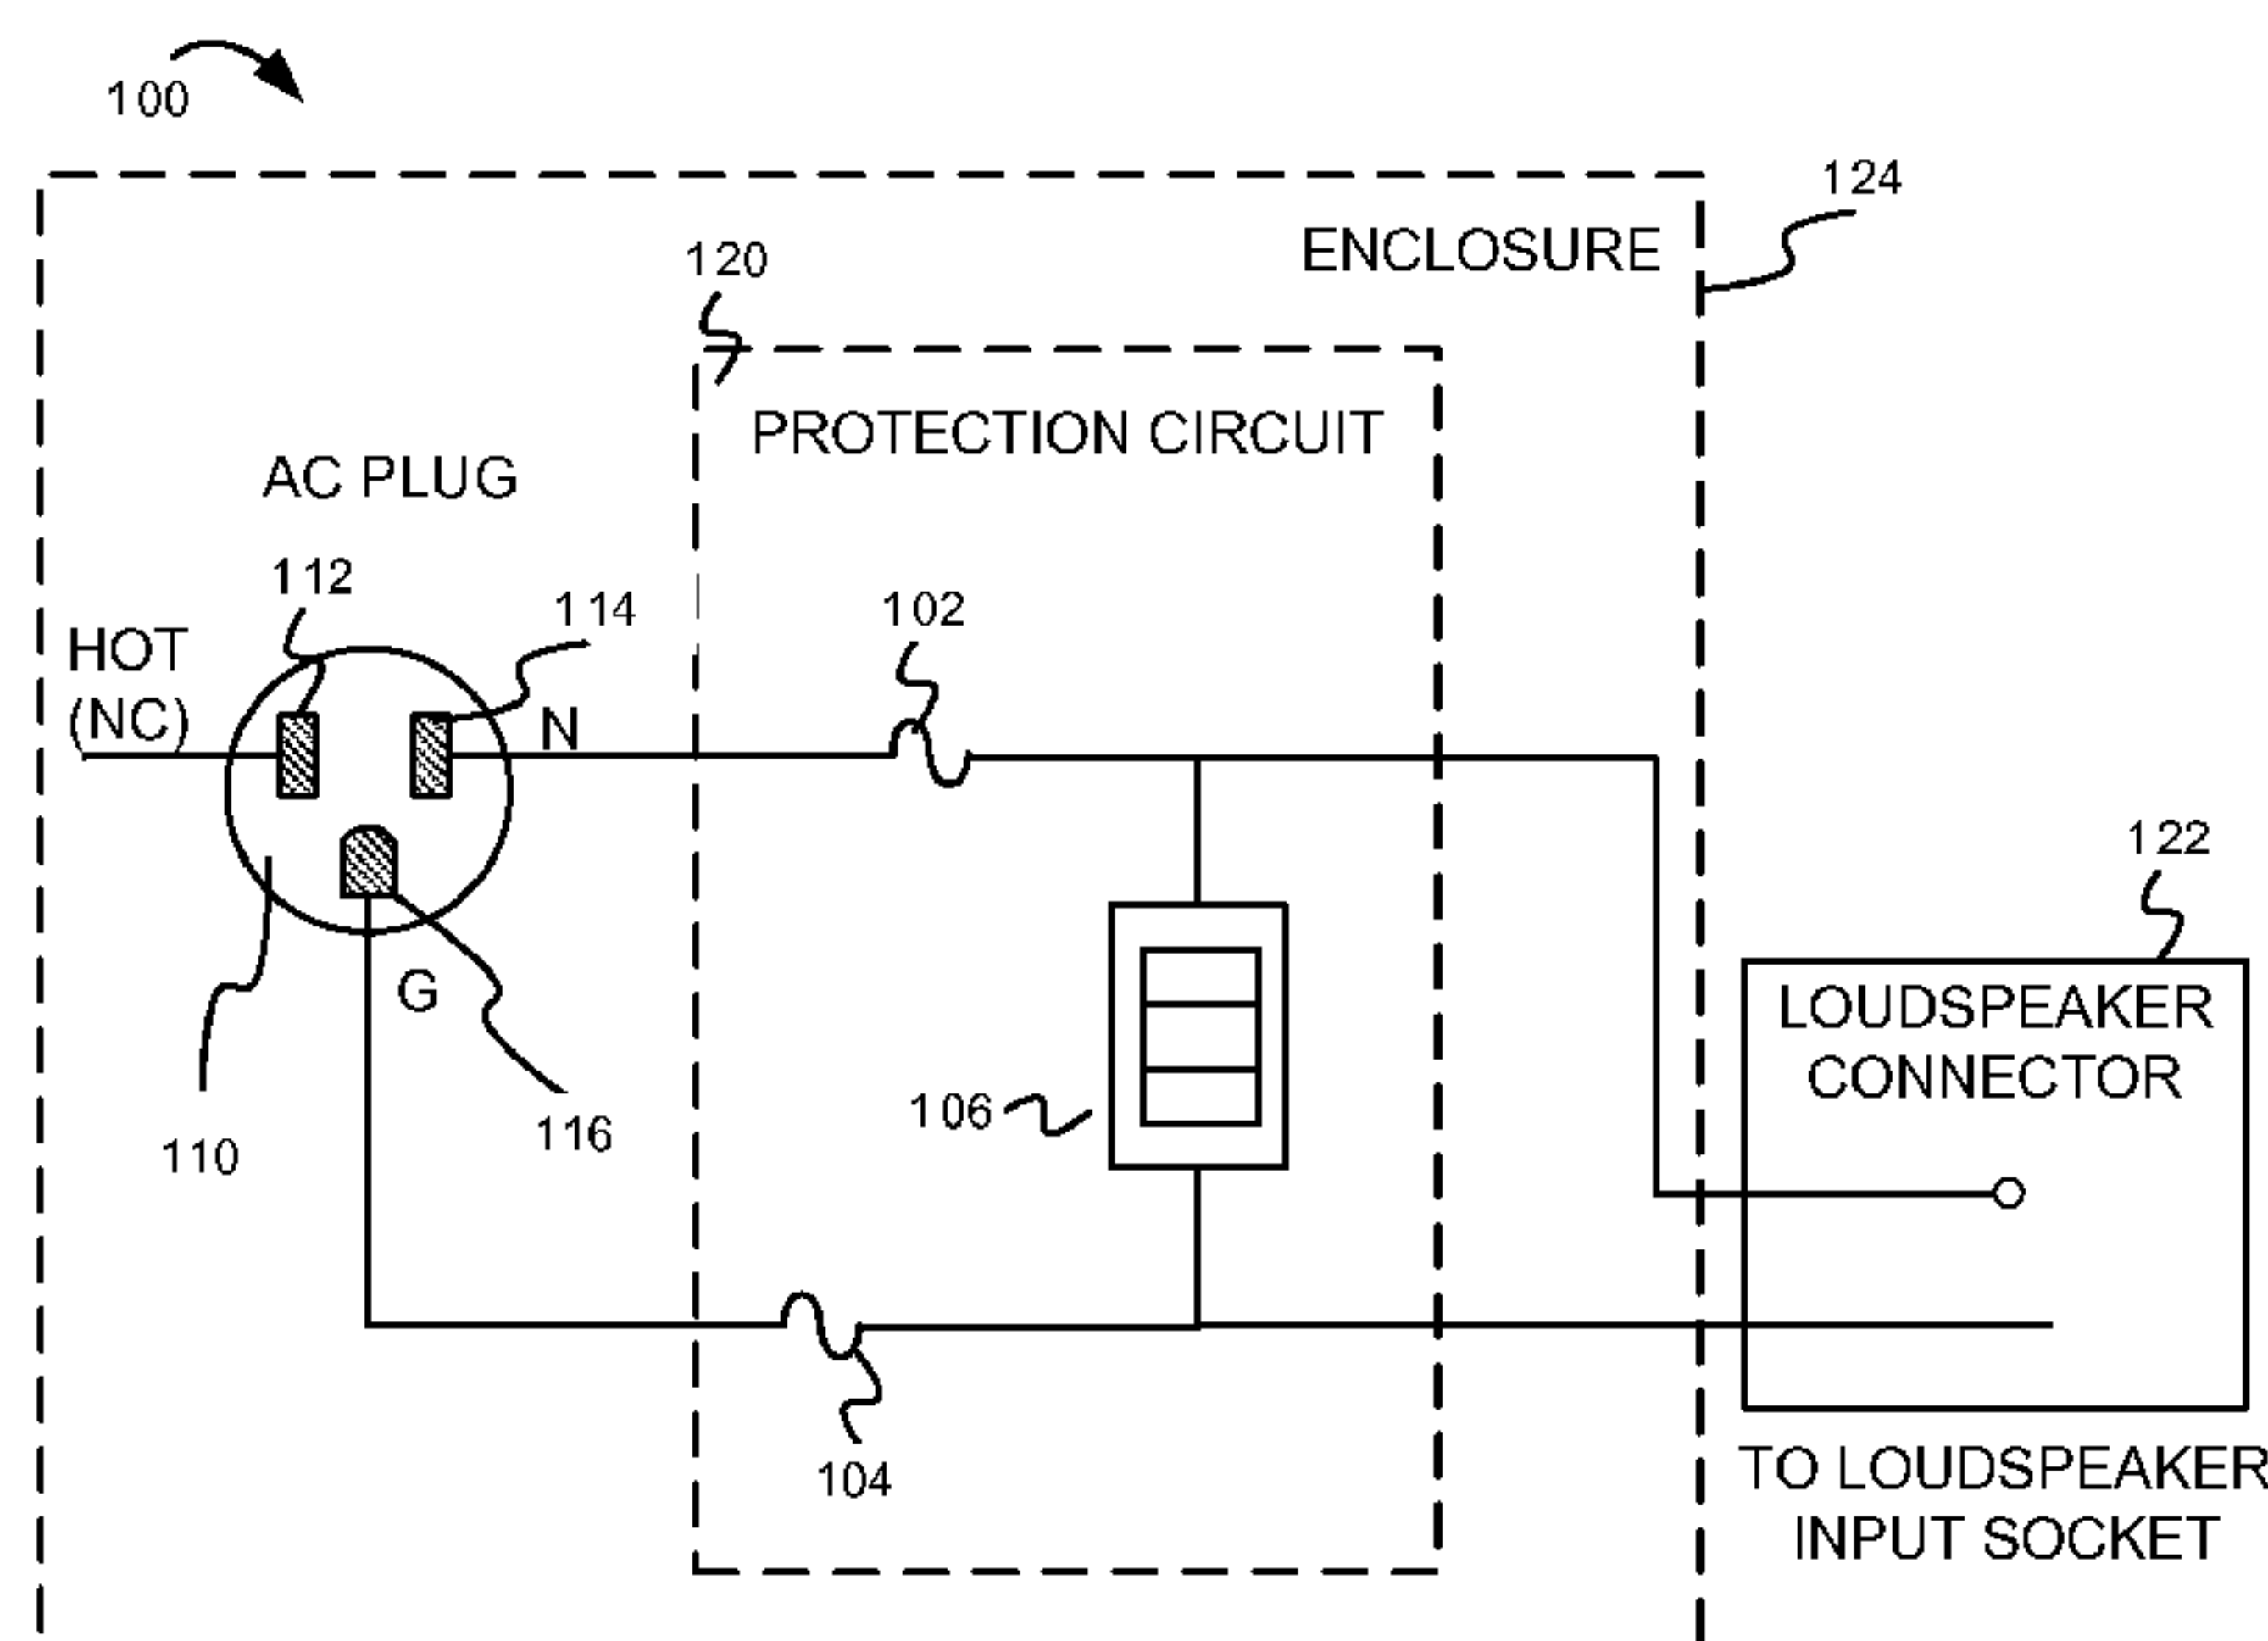 100
124
ENCLOSURE
120
PROTECTION CIRCUIT
AC PLUG
112
114
102
HOT
(NC)
N
122
LOUDSPEAKER
CONNECTOR
G
106
116
110
104
TO LOUDSPEAKER
INPUT SOCKET